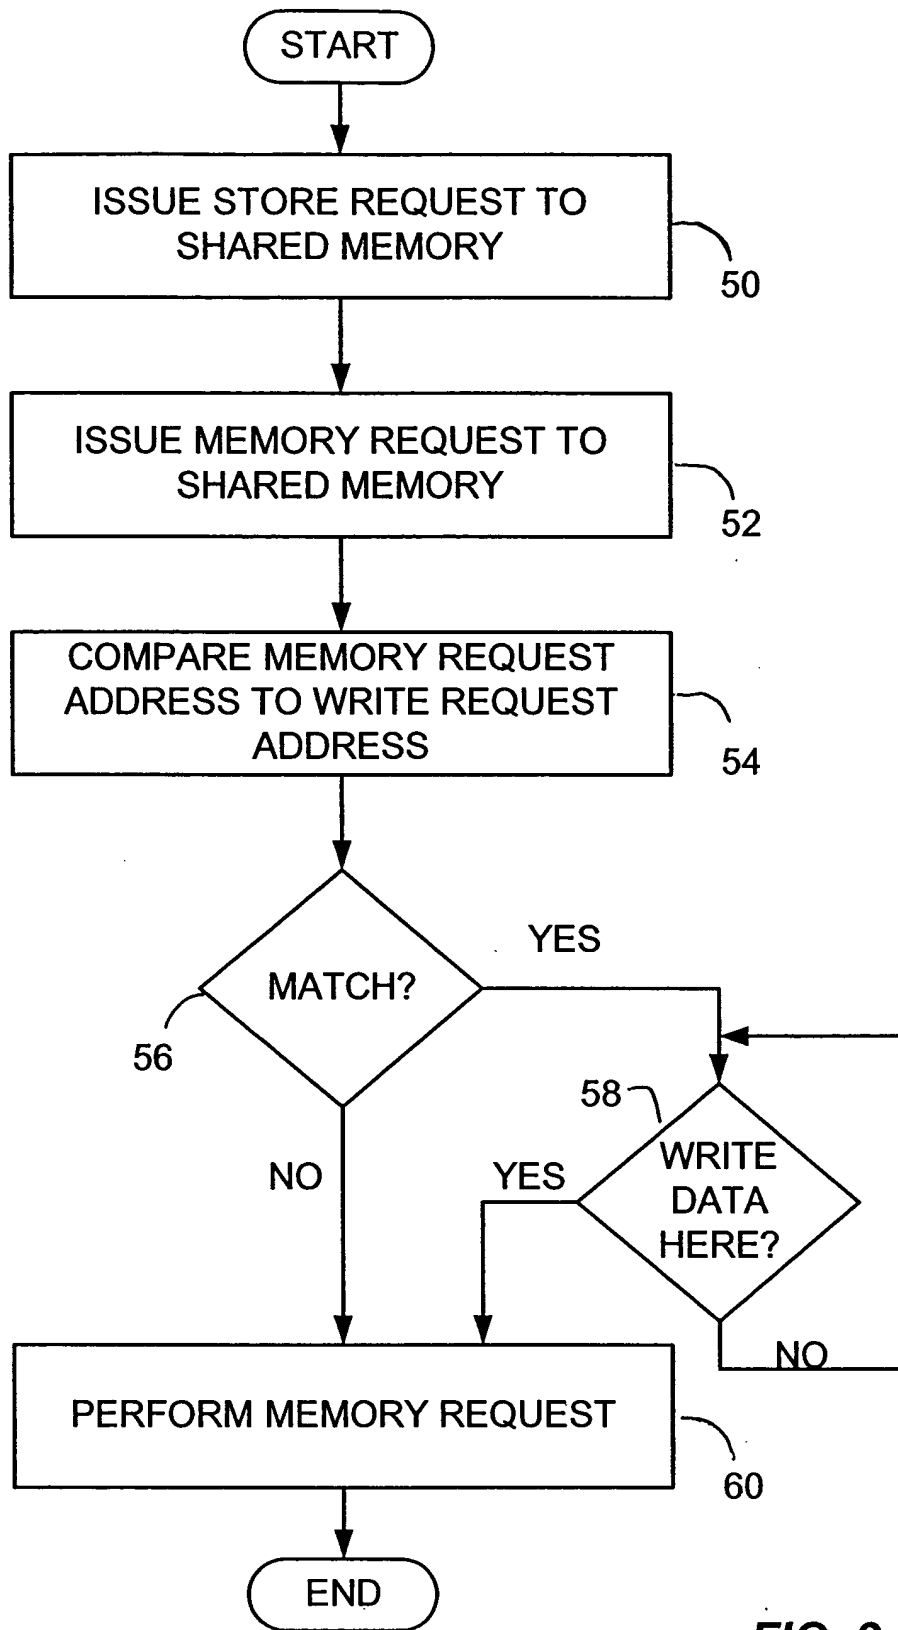 START
ISSUE STORE REQUEST TO
SHARED MEMORY
50
ISSUE MEMORY REQUEST TO
SHARED MEMORY
52
COMPARE MEMORY REQUEST
ADDRESS TO WRITE REQUEST
ADDRESS
54
MATCH?
YES
56
58
WRITE
DATA
HERE?
YES
NO
NO
PERFORM MEMORY REQUEST
60
END
FIG.